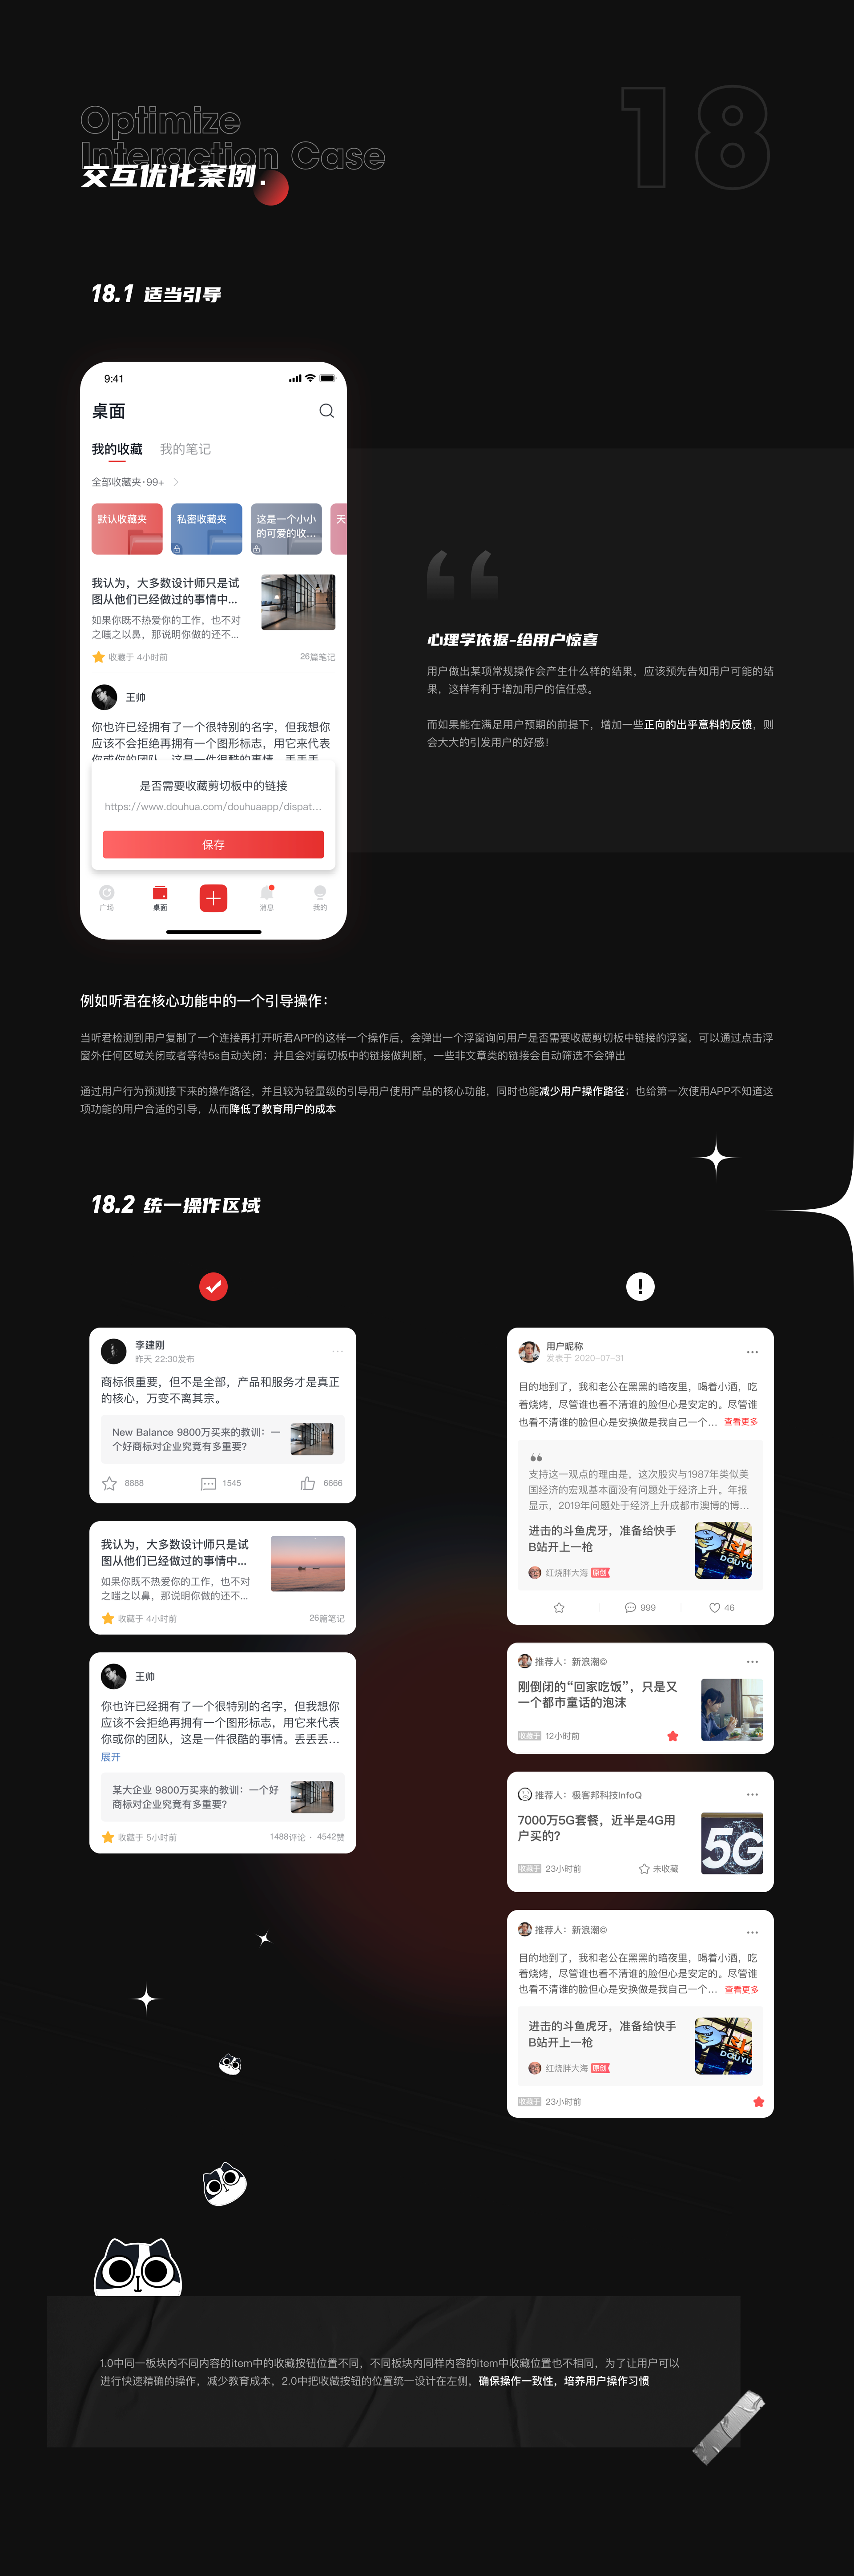 Optimize
Interaction Case
交互优化案例.
18
18.1 适当引导
9:41
桌面
我的收藏 我的笔记
全部收藏夹·99+
默认收藏夹
私密收藏夹
这是一个小小
的可爱的收...
天
我认为，大多数设计师只是试
图从他们已经做过的事情中...
如果你既不热爱你的工作，也不对
之嗤之以鼻，那说明你做的还不...
收藏于 4小时前
26篇笔记
王帅
你也许已经拥有了一个很特别的名字，但我想你
应该不会拒绝再拥有一个图形标志，用它来代表
你或你的团队，这是一件很酷的事情。丢丢丢
是否需要收藏剪切板中的链接
https://www.douhua.com/douhuaapp/dispat...
保存
广场
桌面
消息
我的
心理学依据-给用户惊喜
用户做出某项常规操作会产生什么样的结果，应该预先告知用户可能的结
果，这样有利于增加用户的信任感。
而如果能在满足用户预期的前提下，增加一些正向的出乎意料的反馈，则
会大大的引发用户的好感！
例如听君在核心功能中的一个引导操作：
当听君检测到用户复制了一个连接再打开听君APP的这样一个操作后，会弹出一个浮窗询问用户是否需要收藏剪切板中链接的浮窗，可以通过点击浮
窗外任何区域关闭或者等待5s自动关闭；并且会对剪切板中的链接做判断，一些非文章类的链接会自动筛选不会弹出
通过用户行为预测接下来的操作路径，并且较为轻量级的引导用户使用产品的核心功能，同时也能减少用户操作路径；也给第一次使用APP不知道这
项功能的用户合适的引导，从而降低了教育用户的成本
18.2 统一操作区域
李建刚
昨天 22:30发布
商标很重要，但不是全部，产品和服务才是真正
的核心，万变不离其宗。
New Balance 9800万买来的教训：一
个好商标对企业究竟有多重要？
8888
1545
6666
我认为，大多数设计师只是试
图从他们已经做过的事情中...
如果你既不热爱你的工作，也不对
之嗤之以鼻，那说明你做的还不...
收藏于 4小时前
26篇笔记
王帅
你也许已经拥有了一个很特别的名字，但我想你
应该不会拒绝再拥有一个图形标志，用它来代表
你或你的团队，这是一件很酷的事情。丢丢丢...
展开
某大企业 9800万买来的教训：一个好
商标对企业究竟有多重要？
收藏于 5小时前
1488评论 · 4542赞
用户昵称
发表于 2020-07-31
目的地到了，我和老公在黑黑的暗夜里，喝着小酒，吃
着烧烤，尽管谁也看不清谁的脸但心是安定的。尽管谁
也看不清谁的脸但心是安换做是我自己一个... 查看更多
支持这一观点的理由是，这次股灾与1987年类似美
国经济的宏观基本面没有问题处于经济上升。年报
显示，2019年问题处于经济上升成都市澳博的博...
进击的斗鱼虎牙，准备给快手
B站开上一枪
DOUYU
红烧胖大海 原创
999
46
推荐人：新浪潮©
刚倒闭的“回家吃饭”，只是又
一个都市童话的泡沫
收藏于 12小时前
推荐人：极客邦科技InfoQ
7000万5G套餐，近半是4G用
户买的？
5G
收藏于 23小时前
未收藏
推荐人：新浪潮©
目的地到了，我和老公在黑黑的暗夜里，喝着小酒，吃
着烧烤，尽管谁也看不清谁的脸但心是安定的。尽管谁
也看不清谁的脸但心是安换做是我自己一个... 查看更多
进击的斗鱼虎牙，准备给快手
B站开上一枪
DOUYU
红烧胖大海 原创
收藏于 23小时前
1.0中同一板块内不同内容的item中的收藏按钮位置不同，不同板块内同样内容的item中收藏位置也不相同，为了让用户可以
进行快速精确的操作，减少教育成本，2.0中把收藏按钮的位置统一设计在左侧，确保操作一致性，培养用户操作习惯